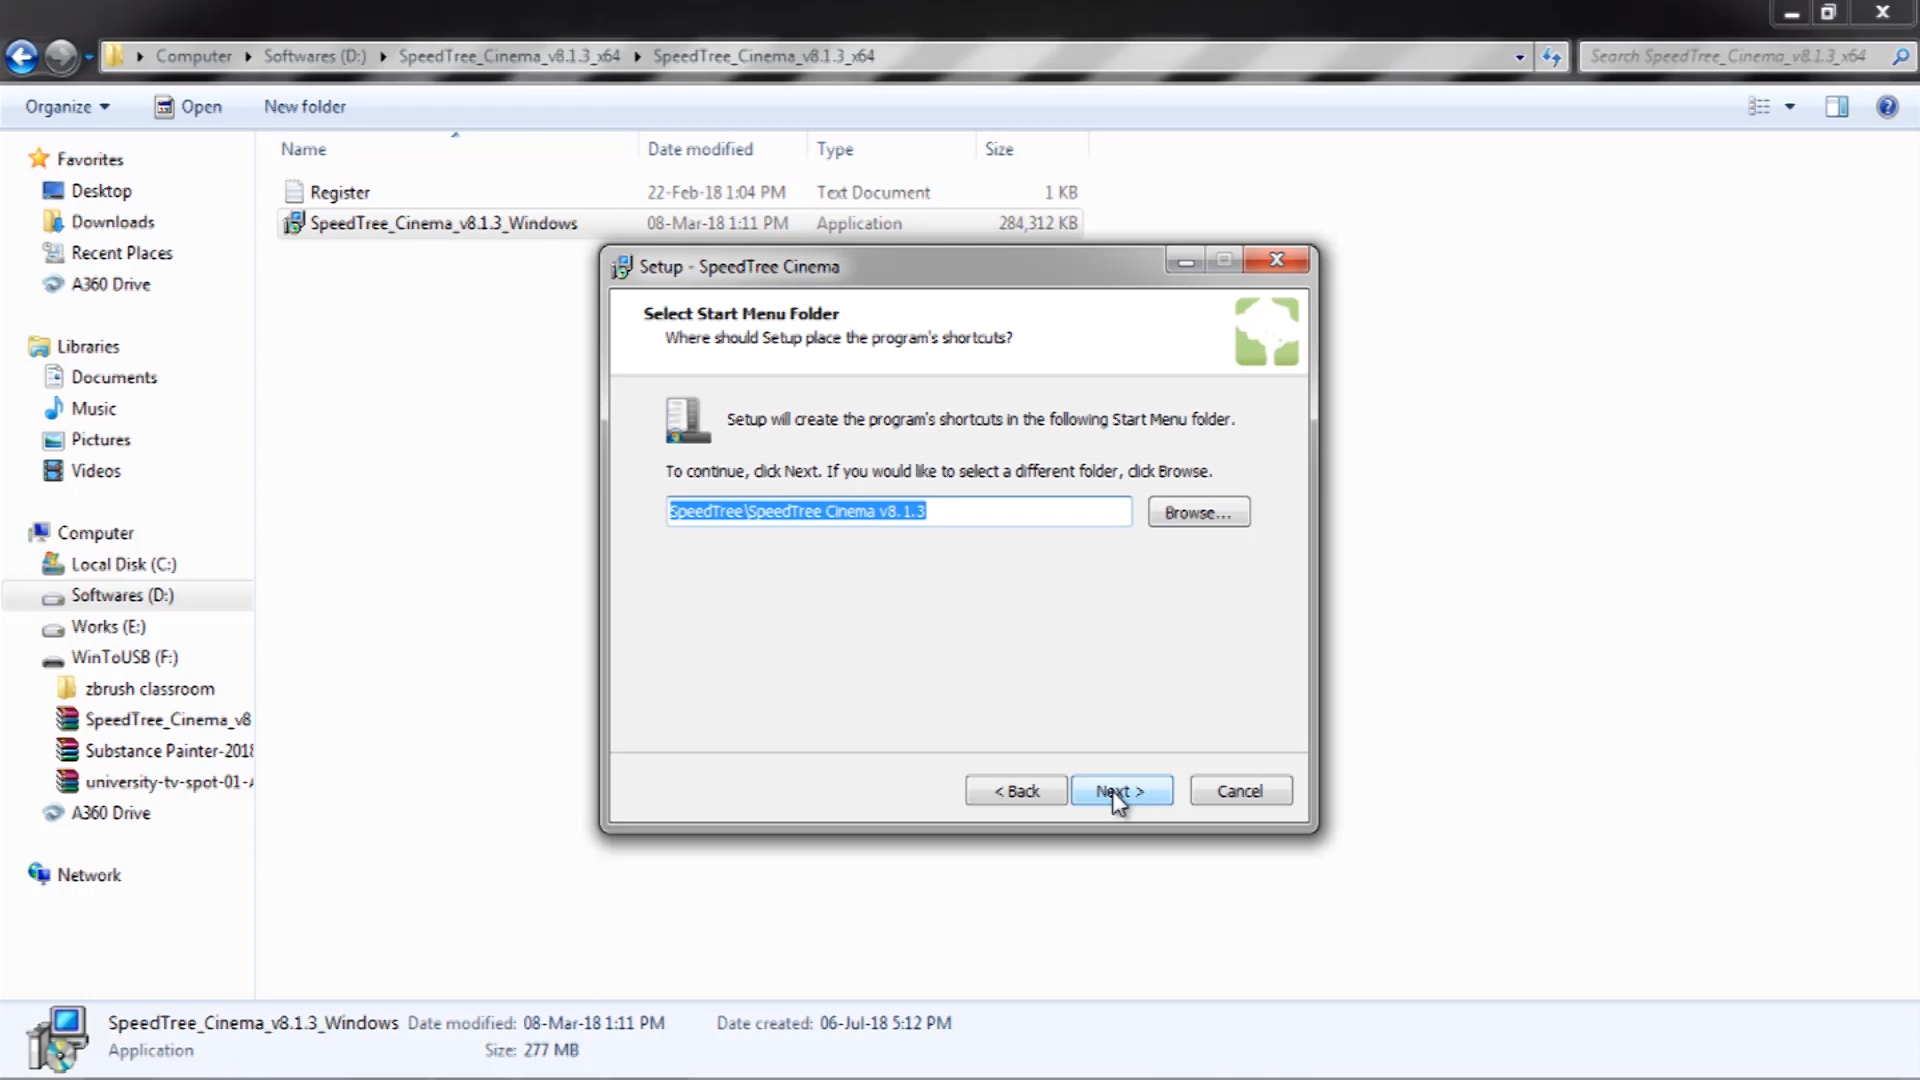 Computer Softwares (D:) SpeedTree_Cinema_v8.1.3_x64 SpeedTree_Cinema_v8.1.3_x64
Search SpeedTree_Cinema_v8.1.3_x64
Organize Open New folder
Name Date modified Type Size
Register 22-Feb-18 1:04 PM Text Document 1 KB
SpeedTree_Cinema_v8.1.3_Windows 08-Mar-18 1:11 PM Application 284,312 KB
Favorites
Desktop
Downloads
Recent Places
A360 Drive
Libraries
Documents
Music
Pictures
Videos
Computer
Local Disk (C:)
Softwares (D:)
Works (E:)
WinToUSB (F:)
zbrush classroom
SpeedTree_Cinema_v8
Substance Painter-2018
university-tv-spot-01-
A360 Drive
Network
Setup - SpeedTree Cinema
Select Start Menu Folder
Where should Setup place the program's shortcuts?
Setup will create the program's shortcuts in the following Start Menu folder.
To continue, click Next. If you would like to select a different folder, click Browse.
SpeedTree\SpeedTree Cinema v8.1.3
Browse...
< Back Next > Cancel
SpeedTree_Cinema_v8.1.3_Windows Date modified: 08-Mar-18 1:11 PM Date created: 06-Jul-18 5:12 PM
Application Size: 277 MB